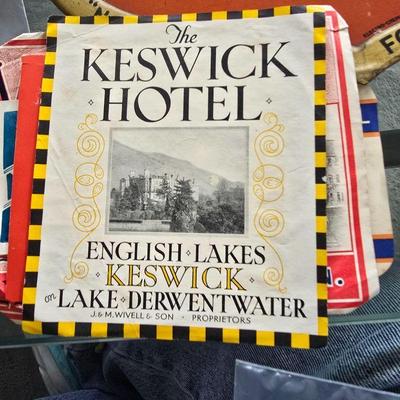 The
KESWICK
HOTEL
ENGLISH · LAKES
· KESWICK ·
on LAKE · DERWENTWATER
J. & M. WIVELL & SON · PROPRIETORS